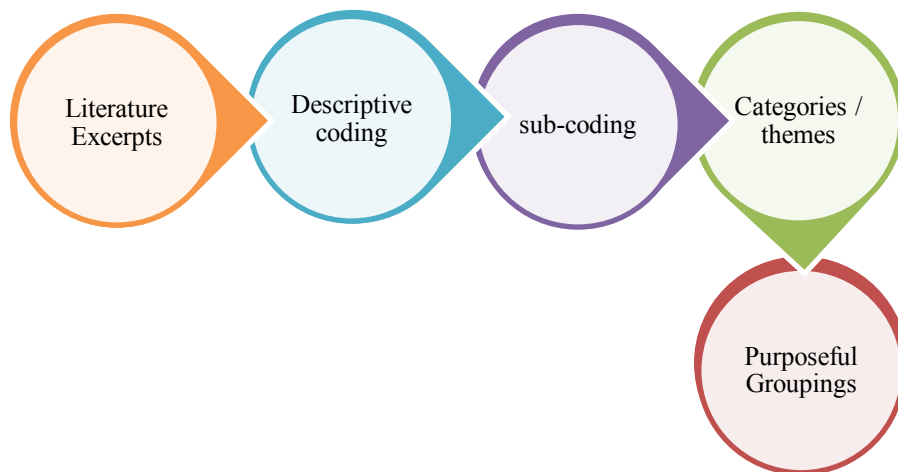 Literature
Excerpts
Descriptive
coding
sub-coding
Categories /
themes
Purposeful
Groupings